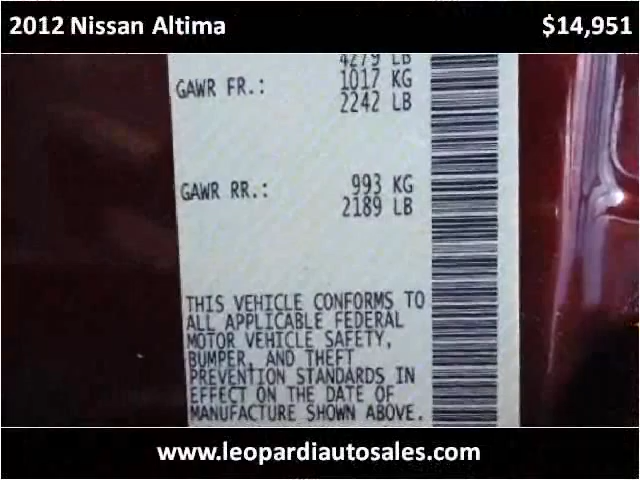 2012 Nissan Altima $14,951
4279 LB
GAWR FR.: 1017 KG
2242 LB
GAWR RR.: 993 KG
2189 LB
THIS VEHICLE CONFORMS TO
ALL APPLICABLE FEDERAL
MOTOR VEHICLE SAFETY,
BUMPER, AND THEFT
PREVENTION STANDARDS IN
EFFECT ON THE DATE OF
MANUFACTURE SHOWN ABOVE.
www.leopardiautosales.com